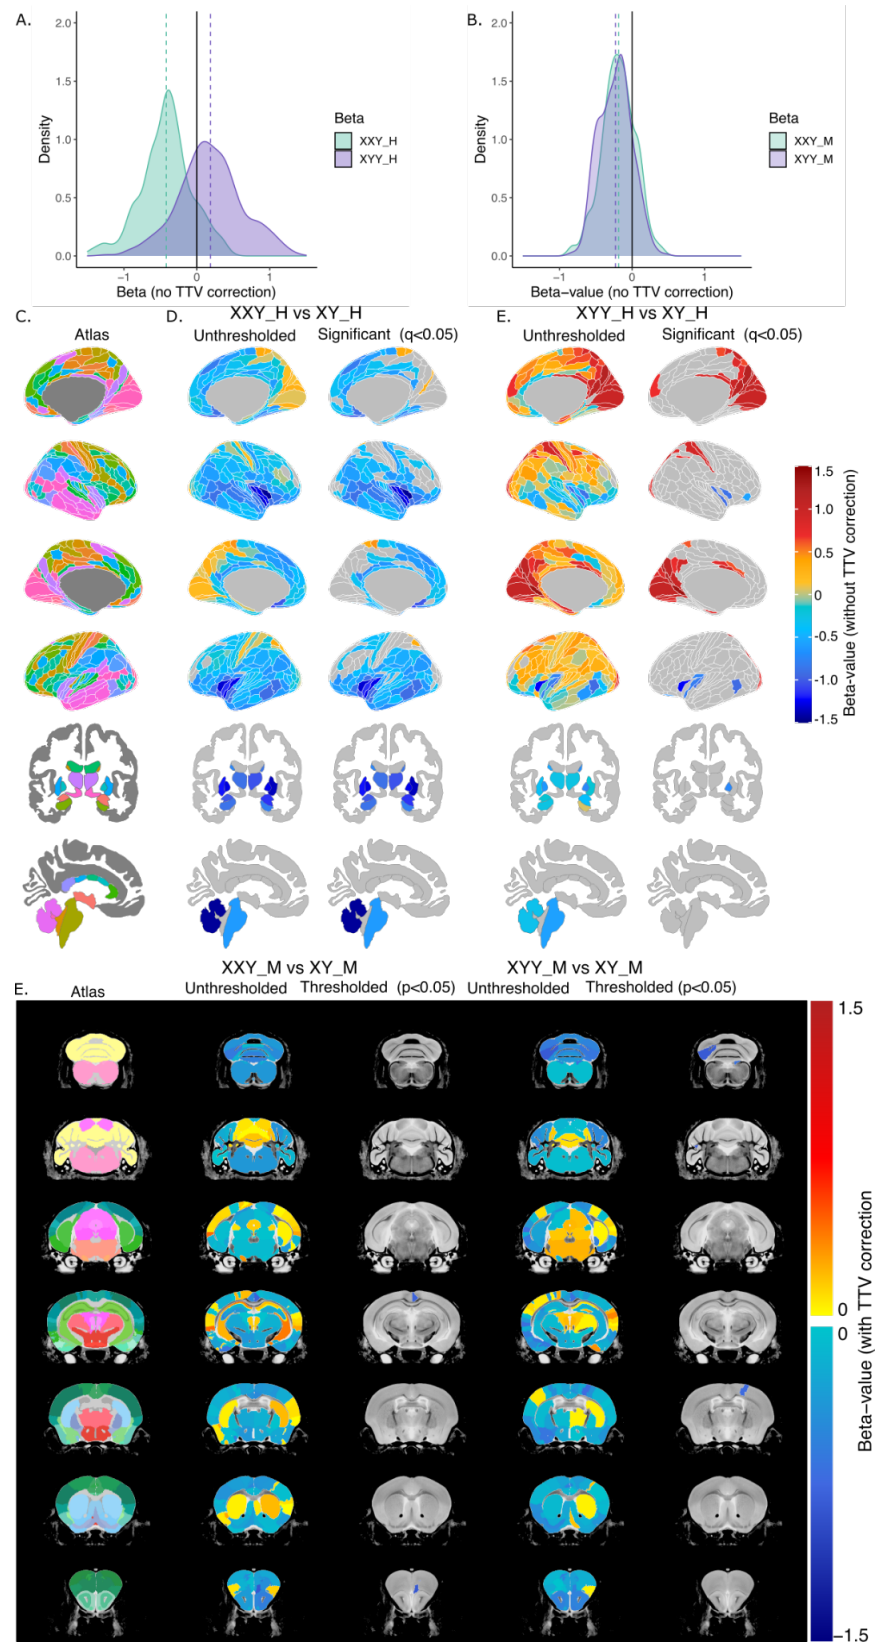 A.
B.
2.0
1.5
1.0
0.5
0.0
Density
−1
0
1
Beta (no TTV correction)
Beta
XXY_H
XYY_H
2.0
1.5
1.0
0.5
0.0
Density
−1
0
1
Beta−value (no TTV correction)
Beta
XXY_M
XYY_M
C.
D.
XXY_H vs XY_H
E.
XYY_H vs XY_H
Atlas
Unthresholded
Significant (q<0.05)
Unthresholded
Significant (q<0.05)
1.5
1.0
0.5
0
-0.5
-1.0
-1.5
Beta−value (without TTV correction)
XXY_M vs XY_M
XYY_M vs XY_M
E.
Atlas
Unthresholded
Thresholded (p<0.05)
Unthresholded
Thresholded (p<0.05)
1.5
0
0
−1.5
Beta−value (with TTV correction)